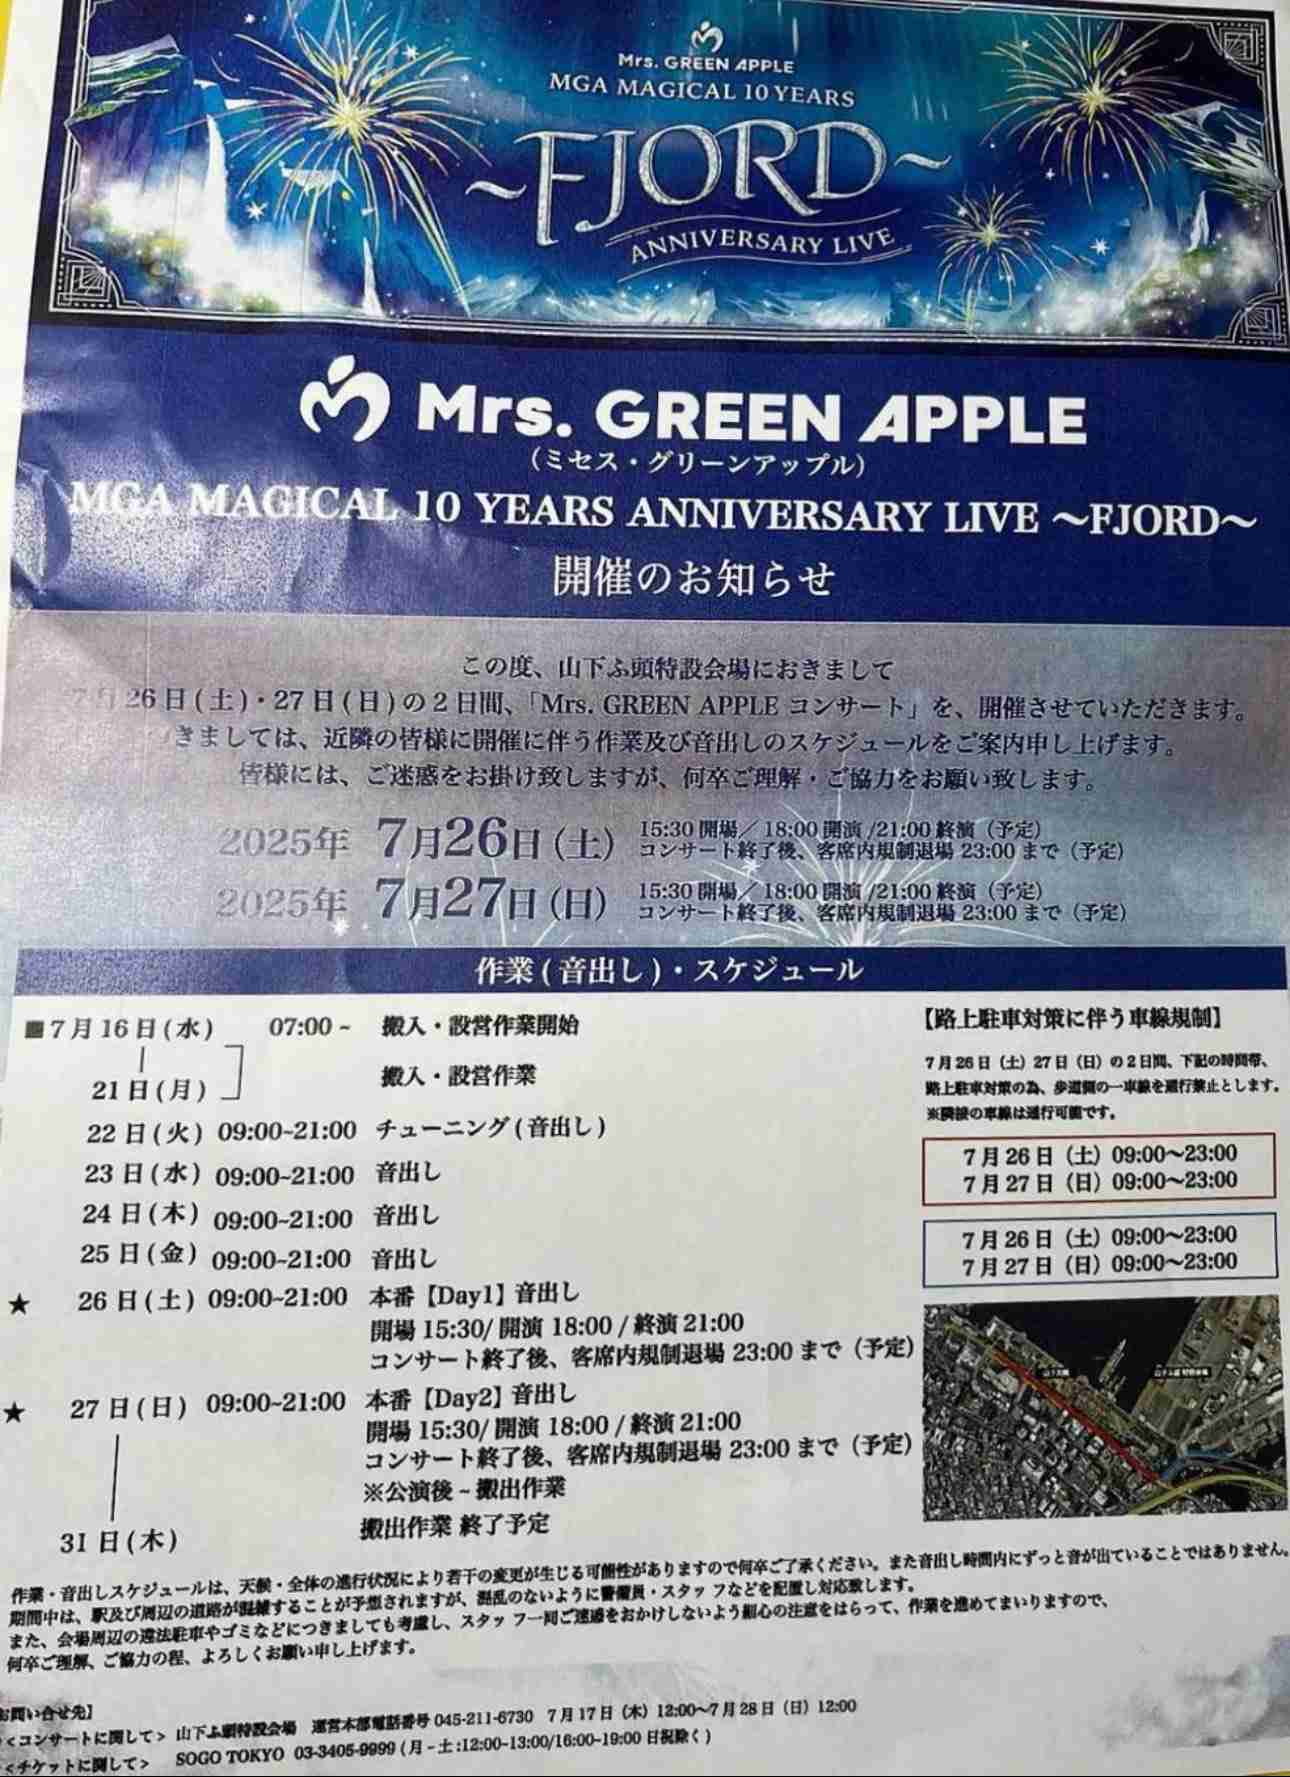 Mrs. GREEN APPLE
MGA MAGICAL 10 YEARS
~FJORD~
ANNIVERSARY LIVE
Mrs. GREEN APPLE
(ミセス・グリーンアップル)
MGA MAGICAL 10 YEARS ANNIVERSARY LIVE ～FJORD～
開催のお知らせ
この度、山下ふ頭特設会場におきまして
7月26日(土)・27日(日)の2日間、「Mrs. GREEN APPLE コンサート」を、開催させていただきます。
つきましては、近隣の皆様に開催に伴う作業及び音出しのスケジュールをご案内申し上げます。
皆様には、ご迷惑をお掛け致しますが、何卒ご理解・ご協力をお願い致します。
2025年 7月26日(土) 15:30 開場／18:00 開演 /21:00 終演（予定）
コンサート終了後、客席内規制退場 23:00 まで（予定）
2025年 7月27日(日) 15:30 開場／18:00 開演 /21:00 終演（予定）
コンサート終了後、客席内規制退場 23:00 まで（予定）
作業(音出し)・スケジュール
■7月16日(水) 07:00~ 搬入・設営作業開始
21日(月) 搬入・設営作業
22日(火) 09:00~21:00 チューニング(音出し)
23日(水) 09:00~21:00 音出し
24日(木) 09:00~21:00 音出し
25日(金) 09:00~21:00 音出し
★ 26日(土) 09:00~21:00 本番【Day1】音出し
開場 15:30/ 開演 18:00 / 終演 21:00
コンサート終了後、客席内規制退場 23:00 まで（予定）
★ 27日(日) 09:00~21:00 本番【Day2】音出し
開場 15:30/ 開演 18:00 / 終演 21:00
コンサート終了後、客席内規制退場 23:00 まで（予定）
※公演後~搬出作業
31日(木) 搬出作業 終了予定
【路上駐車対策に伴う車線規制】
7月26日（土）27日（日）の2日間、下記の時間帯、
路上駐車対策の為、歩道側の一車線を通行禁止とします。
※隣接の車線は通行可能です。
7月26日（土）09:00～23:00
7月27日（日）09:00～23:00
7月26日（土）09:00～23:00
7月27日（日）09:00～23:00
作業・音出しスケジュールは、天候・全体の進行状況により若干の変更が生じる可能性がありますので何卒ご了承ください。また音出し時間内にずっと音が出ていることではありません。
期間中は、駅及び周辺の道路が混雑することが予想されますが、混乱のないように警備員・スタッフなどを配置し対応致します。
また、会場周辺の違法駐車やゴミなどにつきましても考慮し、スタッフ一同ご迷惑をおかけしないよう細心の注意をはらって、作業を進めてまいりますので、
何卒ご理解、ご協力の程、よろしくお願い申し上げます。
お問い合せ先】
<コンサートに関して> 山下ふ頭特設会場 運営本部電話番号 045-211-6730 7月17日（木）12:00～7月28日（日）12:00
<チケットに関して> SOGO TOKYO 03-3405-9999 (月－土:12:00-13:00/16:00-19:00 日祝除く)